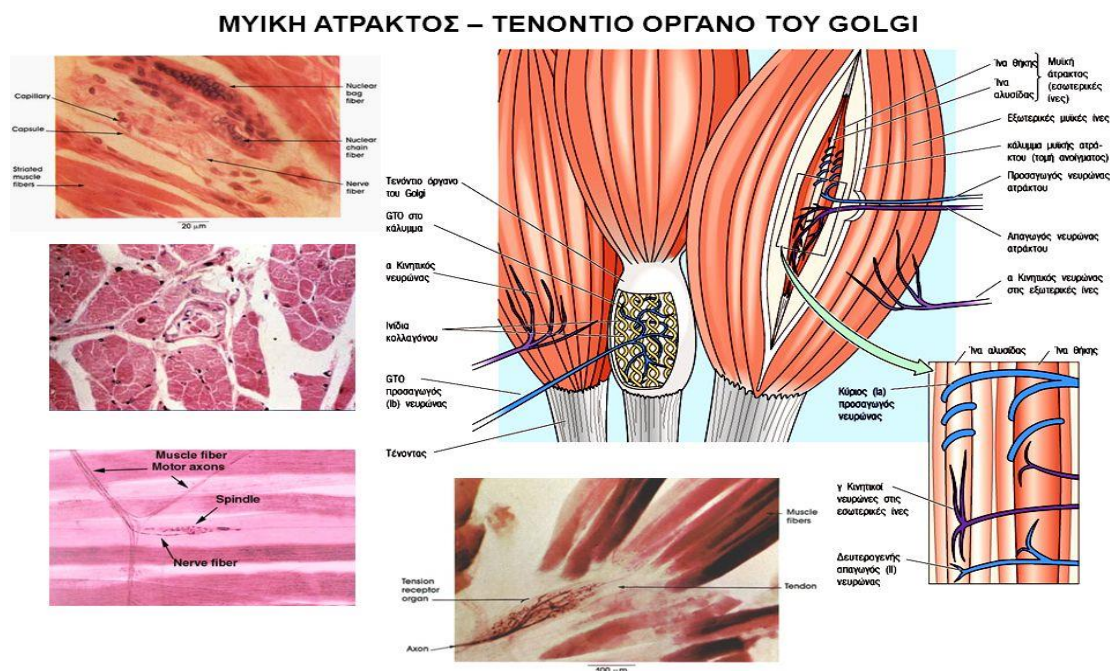 ΜΥΙΚΗ ΑΤΡΑΚΤΟΣ – ΤΕΝΟΝΤΙΟ ΟΡΓΑΝΟ ΤΟΥ GOLGI
Capillary
Capsule
Striated
muscle
fibers
Nuclear
bag
fiber
Nuclear
chain
fiber
Nerve
fiber
20 μm
Muscle fiber
Motor axons
Spindle
Nerve fiber
Τενόντιο όργανο
του Golgi
GTO στο
κάλυμμα
α Κινητικός
νευρώνας
Ινίδια
κολλαγόνου
GTO
προσαγωγός
(Ib) νευρώνας
Τένοντας
Ίνα θήκης
Ίνα
αλυσίδας
Μυϊκή
άτρακτος
(εσωτερικές
ίνες)
Εξωτερικές μυϊκές ίνες
κάλυμμα μυϊκής ατρά-
κτου (τομή ανοίγματος)
Προσαγωγός νευρώνας
ατράκτου
Απαγωγός νευρώνας
ατράκτου
α Κινητικός νευρώνας
στις εξωτερικές ίνες
Ίνα αλυσίδας
Ίνα θήκης
Κύριος (Ia)
προσαγωγός
νευρώνας
γ Κινητικοί
νευρώνες στις
εσωτερικές ίνες
Δευτερογενής
απαγωγός (II)
νευρώνας
Muscle
fibers
Tendon
Tension
receptor
organ
Axon
100 μm